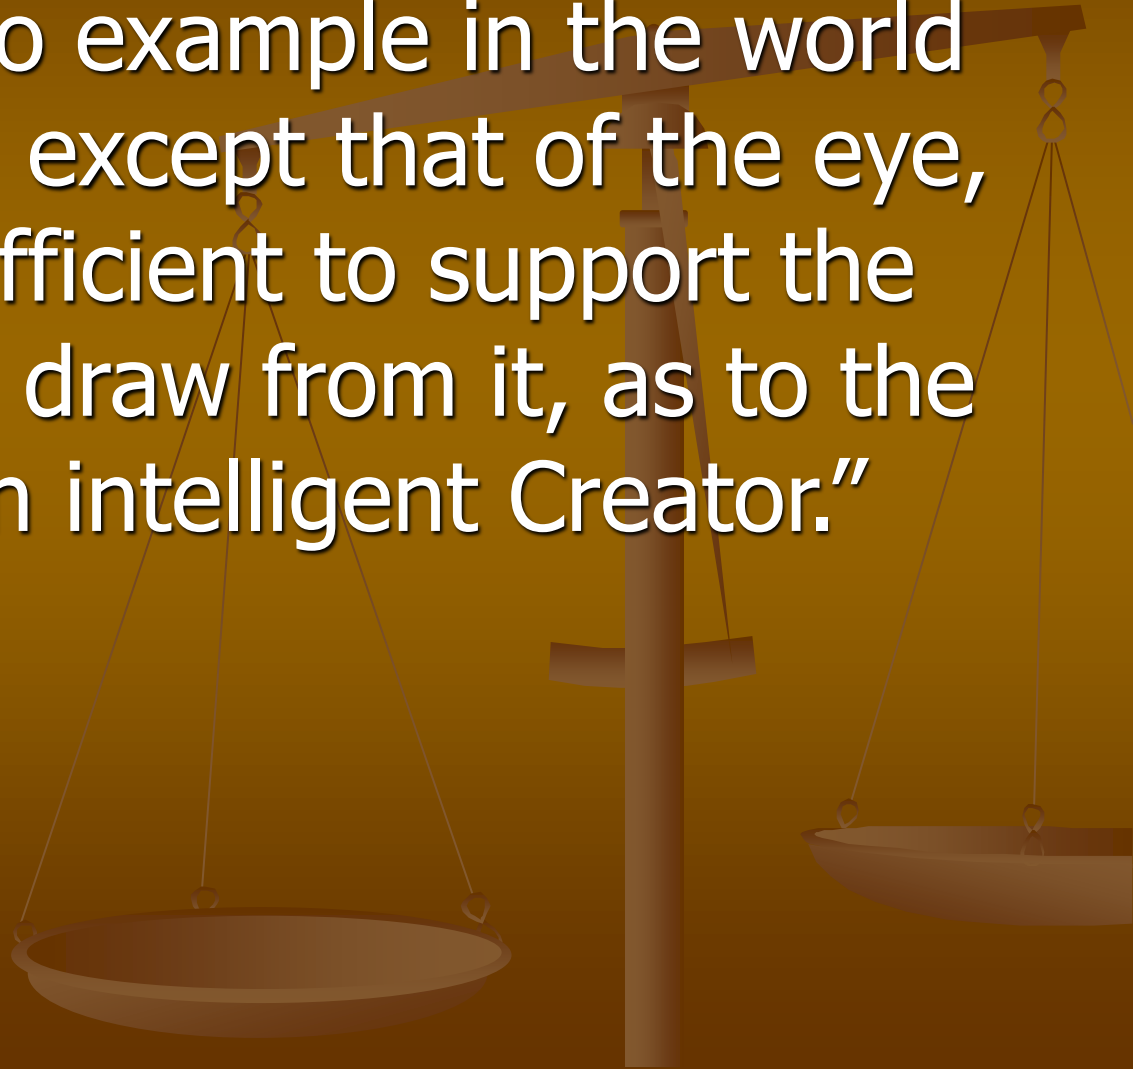 o example in the world
except that of the eye,
fficient to support the
draw from it, as to the
n intelligent Creator.”